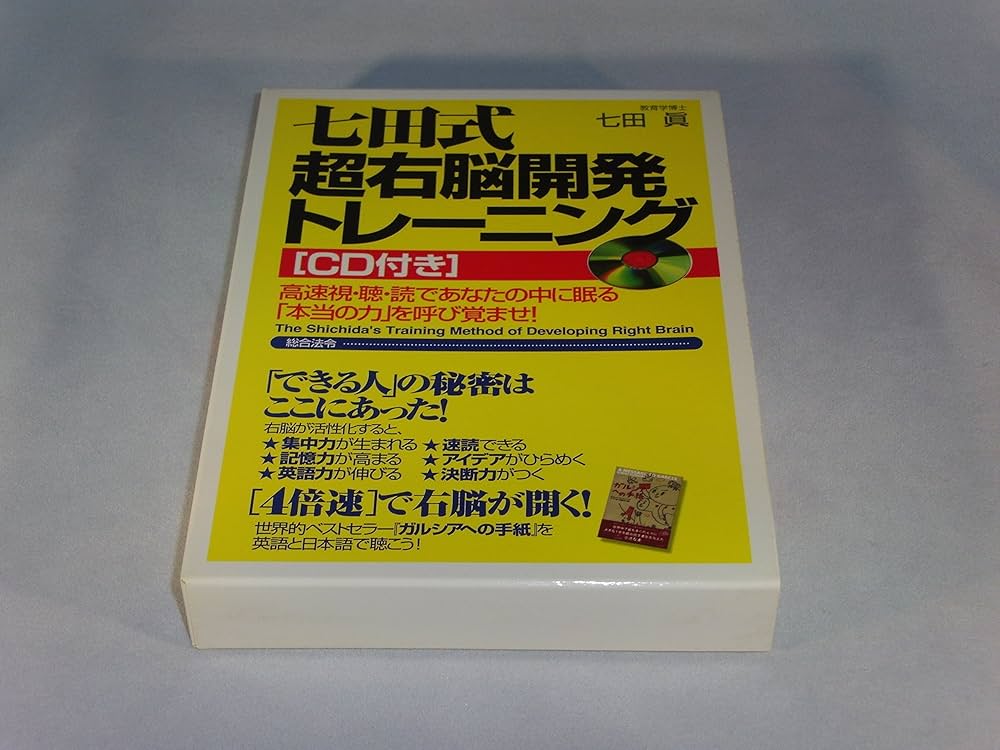 教育学博士
七田 眞
七田式
超右脳開発
トレーニング
[CD付き]
高速視・聴・読であなたの中に眠る
「本当の力」を呼び覚ませ!
The Shichida's Training Method of Developing Right Brain
総合法令
「できる人」の秘密は
ここにあった!
右脳が活性化すると、
★集中力が生まれる ★速読できる
★記憶力が高まる ★アイデアがひらめく
★英語力が伸びる ★決断力がつく
[4倍速]で右脳が開く!
世界的ベストセラー『ガルシアへの手紙』を
英語と日本語で聴こう!
ガルシア
への手紙